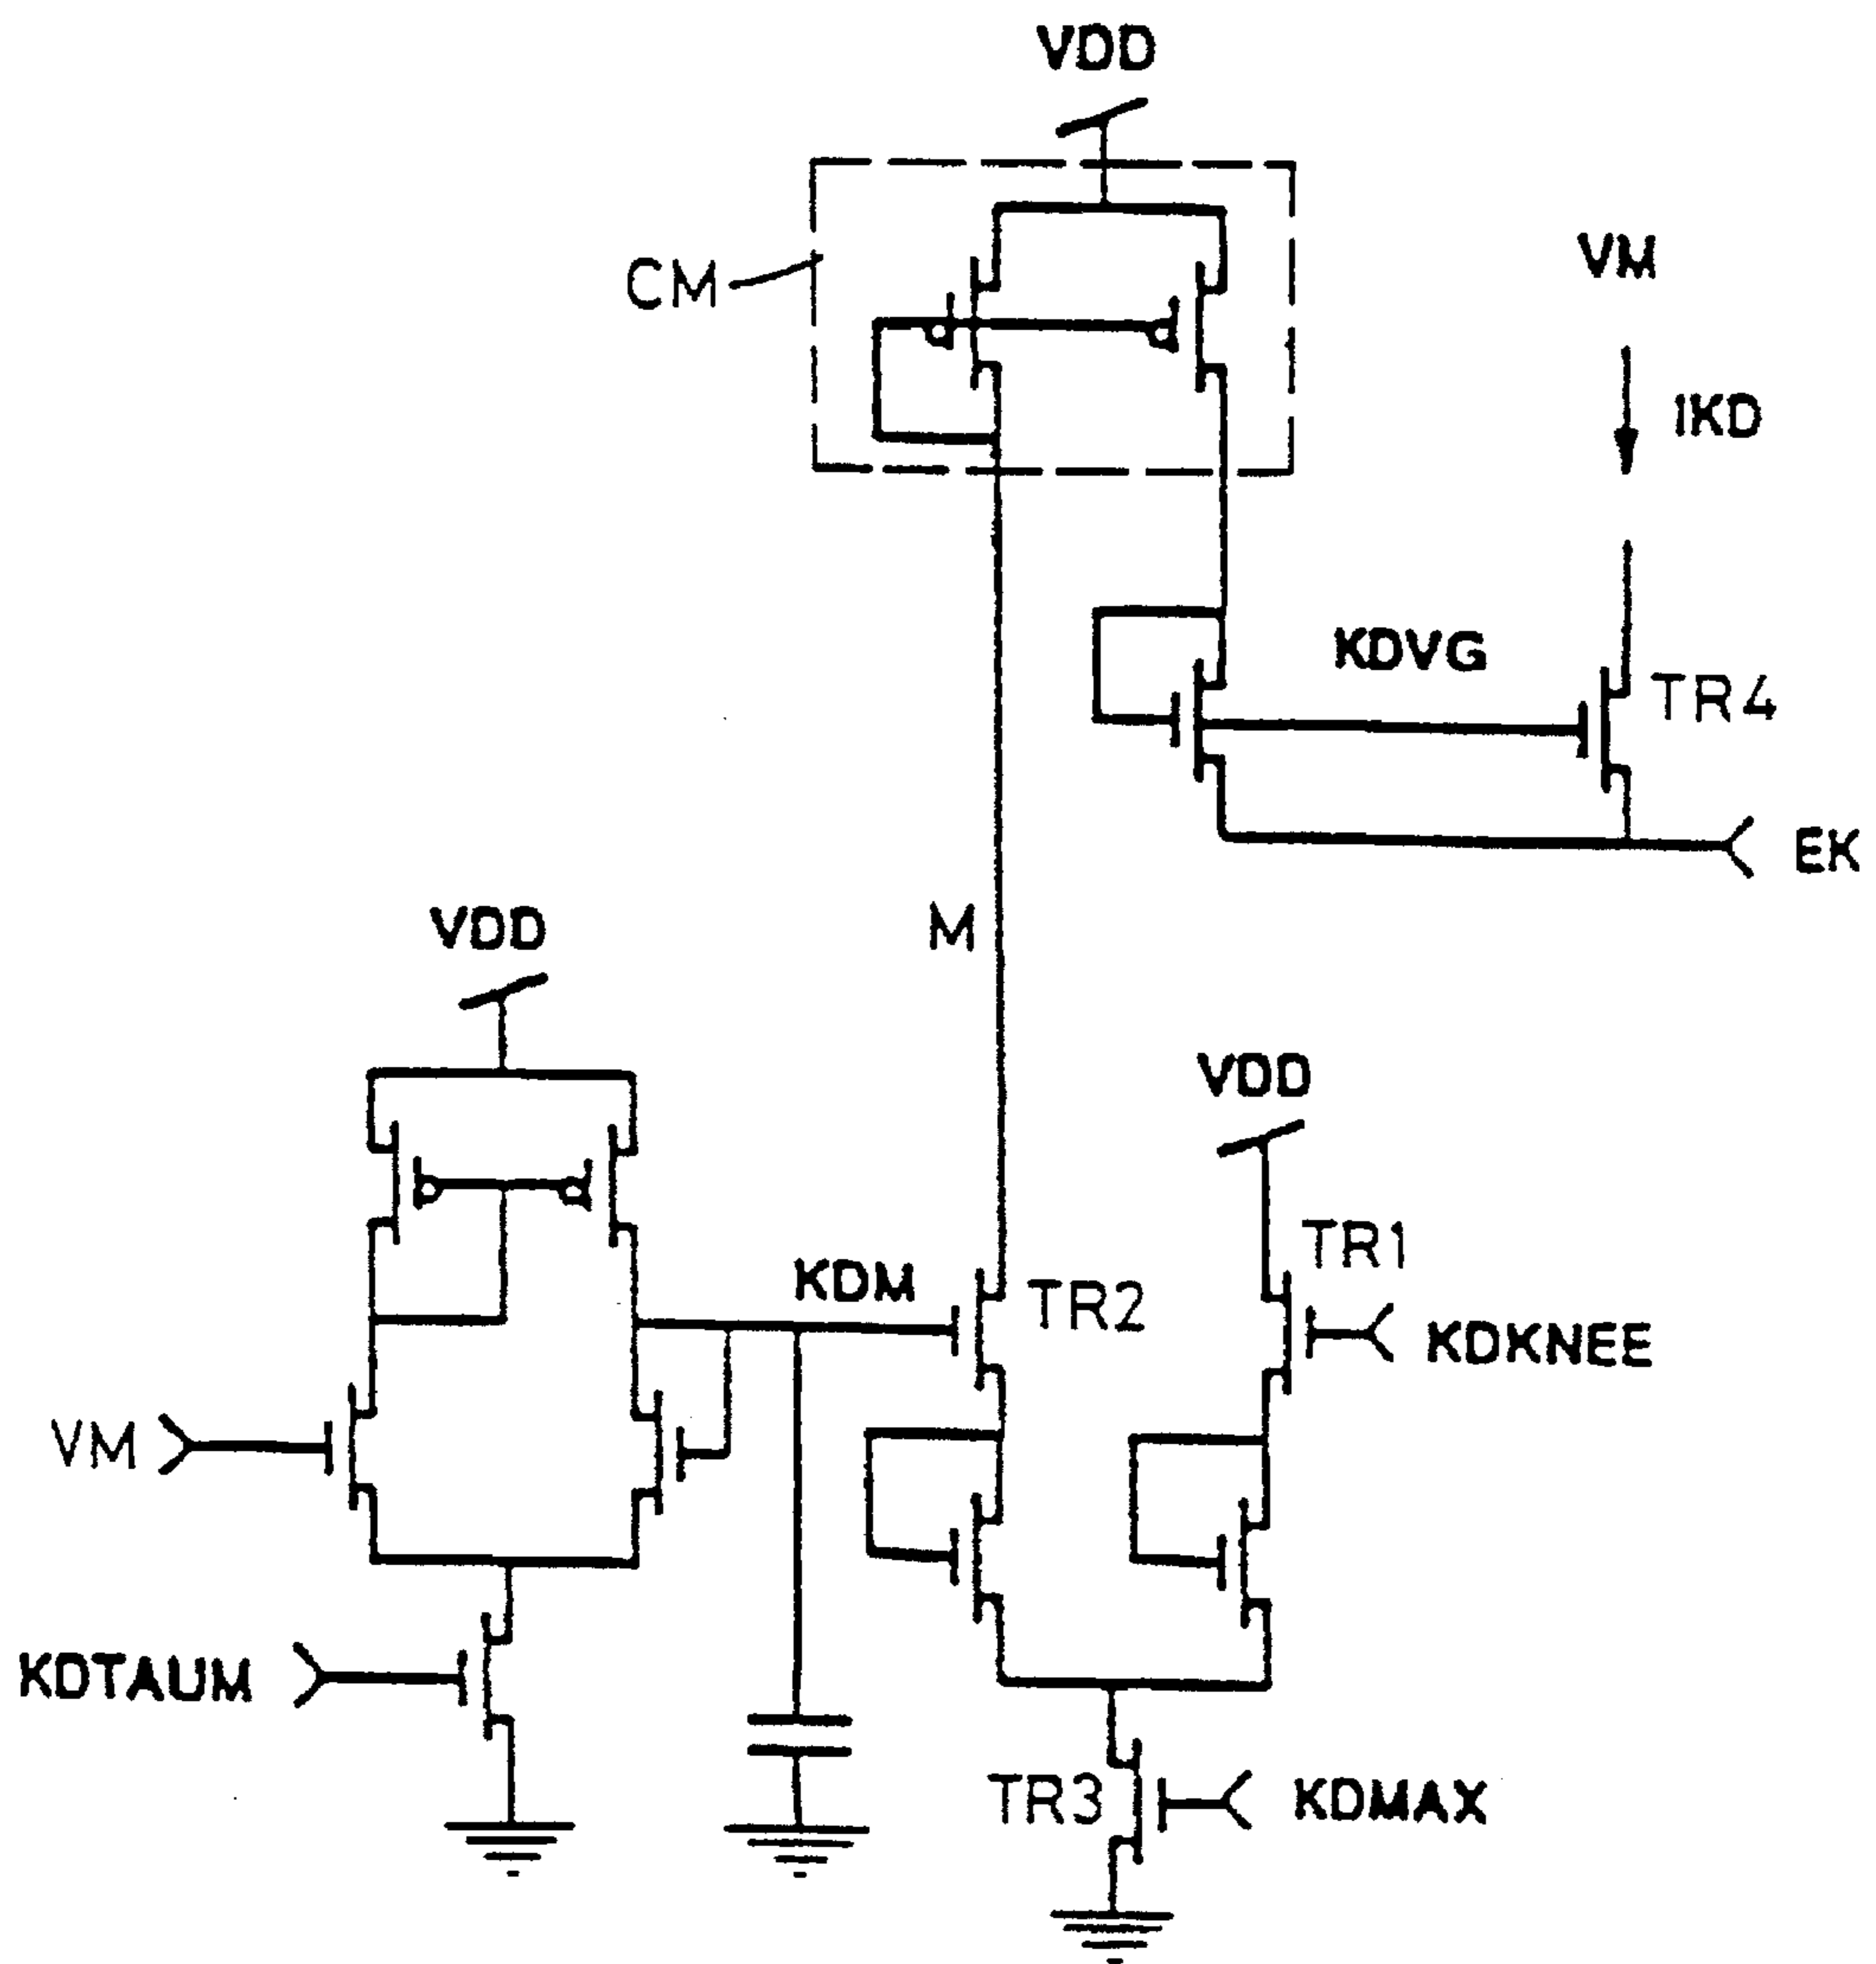 VDD
CM
VM
IKD
KDVG
TR4
EK
M
VDD
VDD
TR1
KDM
TR2
KDKNEE
VM
KDTAUM
TR3
KDMAX